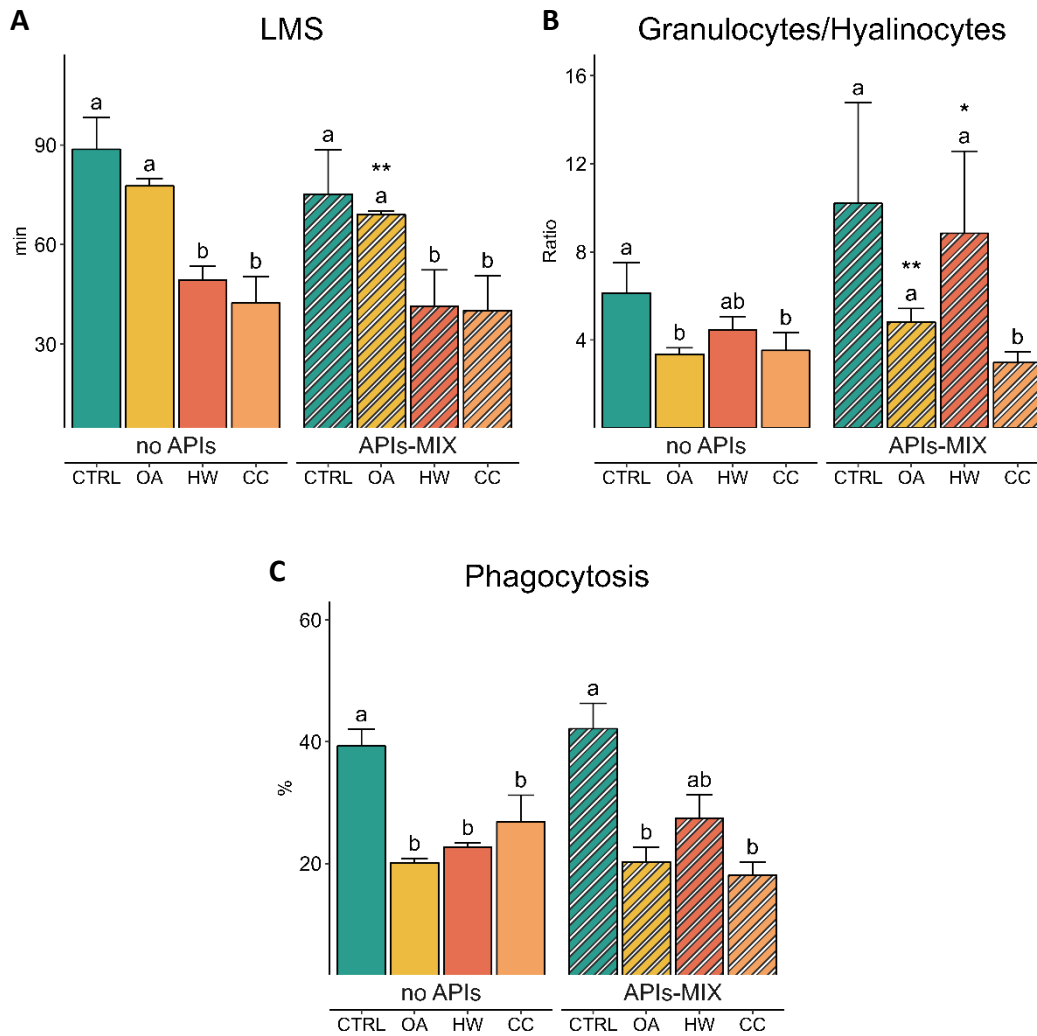 A
LMS
90
60
30
min
a
a
b
b
a
**
a
b
b
no APIs
APIs-MIX
CTRL OA HW CC CTRL OA HW CC
B
Granulocytes/Hyalinocytes
16
12
8
4
Ratio
a
b
ab
b
a
**
a
*
a
b
no APIs
APIs-MIX
CTRL OA HW CC CTRL OA HW CC
C
Phagocytosis
60
40
20
%
a
b
b
b
a
b
ab
b
no APIs
APIs-MIX
CTRL OA HW CC CTRL OA HW CC